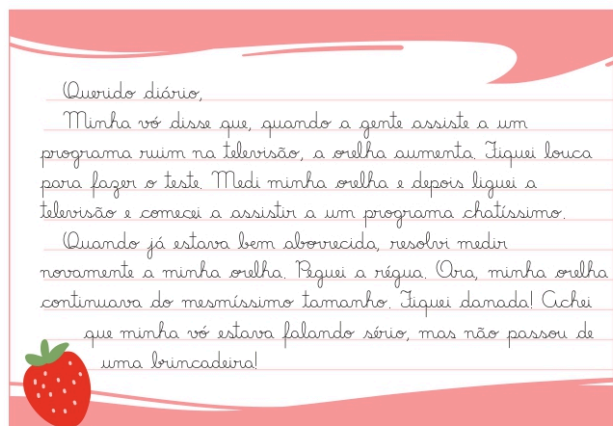 Querido diário,
Minha vó disse que, quando a gente assiste a um
programa ruim na televisão, a orelha aumenta. Fiquei louca
para fazer o teste. Medi minha orelha e depois liguei a
televisão e comecei a assistir a um programa chatíssimo.
Quando já estava bem aborrecida, resolvi medir
novamente a minha orelha. Peguei a régua. Ora, minha orelha
continuava do mesmíssimo tamanho. Fiquei danada! Achei
que minha vó estava falando sério, mas não passou de
uma brincadeira!